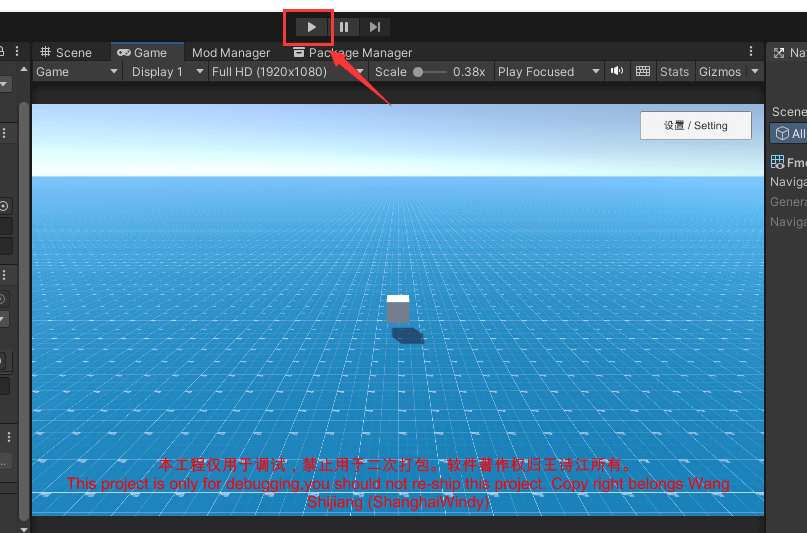 Scene Game Mod Manager Package Manager
Game Display 1 Full HD (1920x1080) Scale 0.38x Play Focused Stats Gizmos
设置 / Setting
Scene
All
Naviga
Genera
Naviga
本工程仅用于调试，禁止用于二次打包。软件著作权归王诗江所有。
This project is only for debugging,you should not re-ship this project. Copy right belongs Wang
Shijiang (ShanghaiWindy)